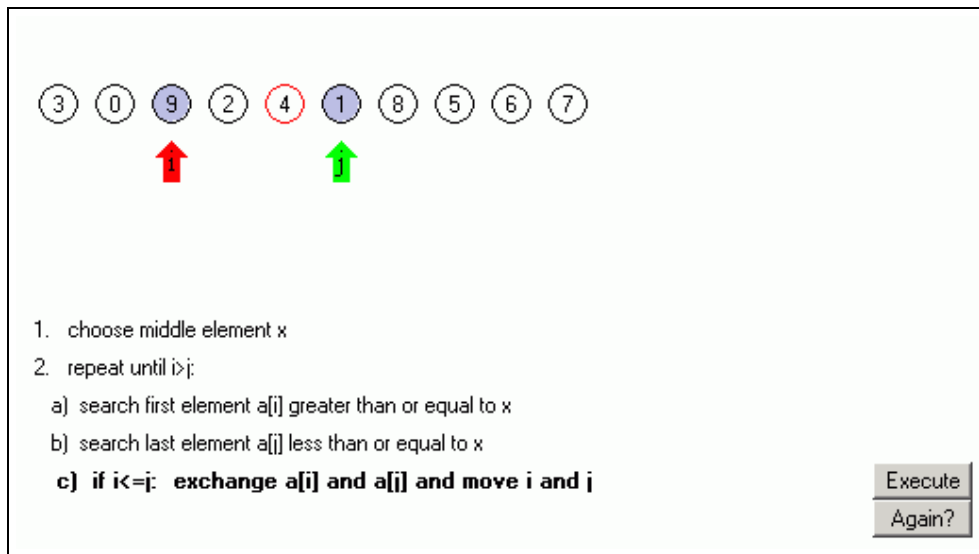 3 0 9 2 4 1 8 5 6 7
i j
1. choose middle element x
2. repeat until i>j:
a) search first element a[i] greater than or equal to x
b) search last element a[j] less than or equal to x
c) if i<=j: exchange a[i] and a[j] and move i and j
Execute
Again?